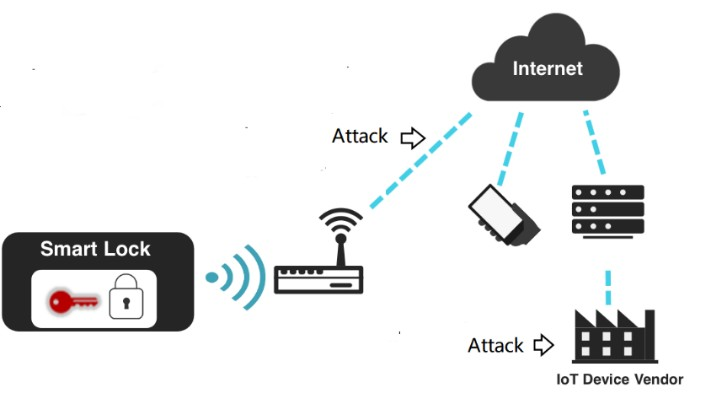 Internet
Attack
Smart Lock
Attack
IoT Device Vendor